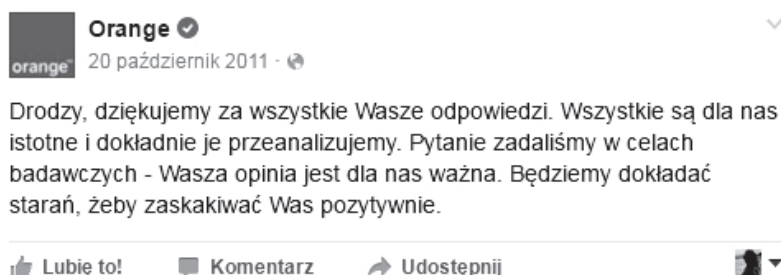 Orange
orange™
20 październik 2011 ·
Drodzy, dziękujemy za wszystkie Wasze odpowiedzi. Wszystkie są dla nas
istotne i dokładnie je przeanalizujemy. Pytanie zadaliśmy w celach
badawczych - Wasza opinia jest dla nas ważna. Będziemy dokładać
starań, żeby zaskakiwać Was pozytywnie.
Lubię to! Komentarz Udostępnij